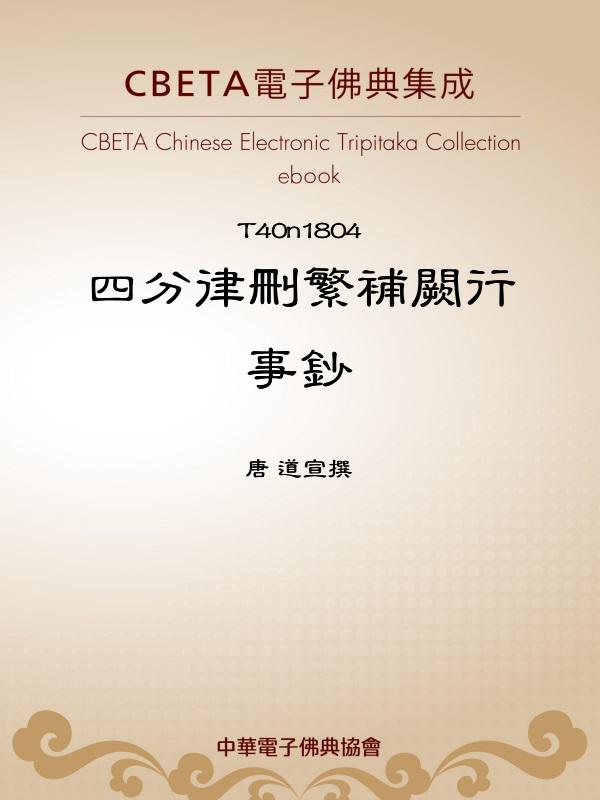 CBETA電子佛典集成
CBETA Chinese Electronic Tripitaka Collection
ebook
T40n1804
四分律刪繁補闕行
事鈔
唐 道宣撰
中華電子佛典協會